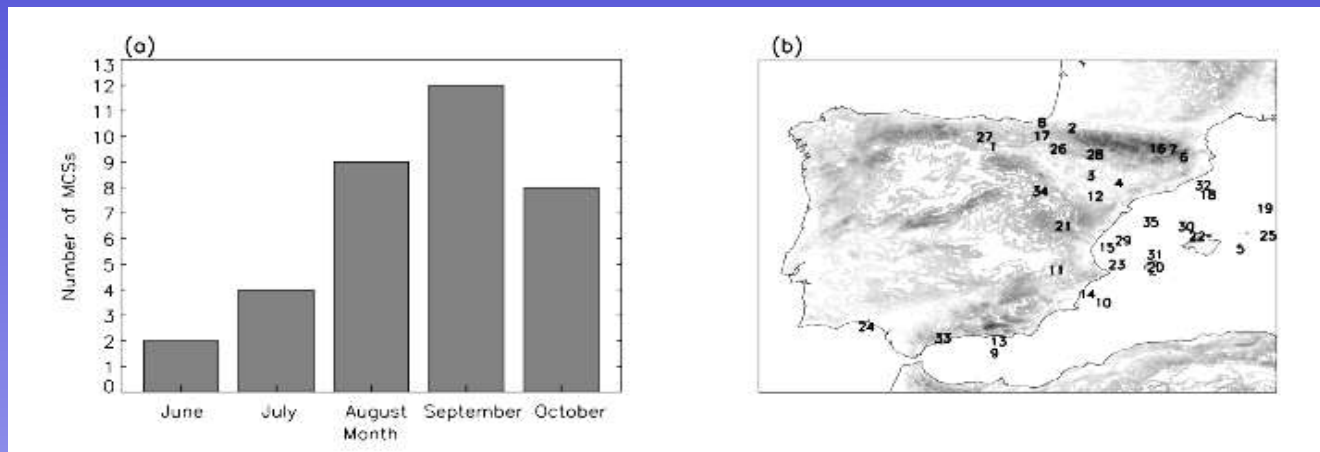 (a)
13
12
11
10
9
8
7
6
5
4
3
2
1
0
Number of MCSs
June July August September October
Month
(b)
8 2
27 17
1 26 28 16 7 6
3 4 32
34 12 18
19
21 35 30 22 25
15 29 5
11 23 31
20
14 10
24
33 13
9